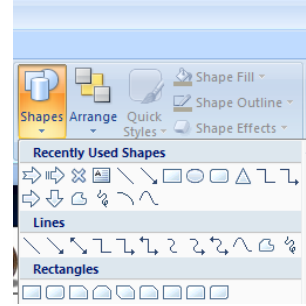 Shape Fill
Shape Outline
Shapes Arrange Quick
Styles Shape Effects
Recently Used Shapes
Lines
Rectangles